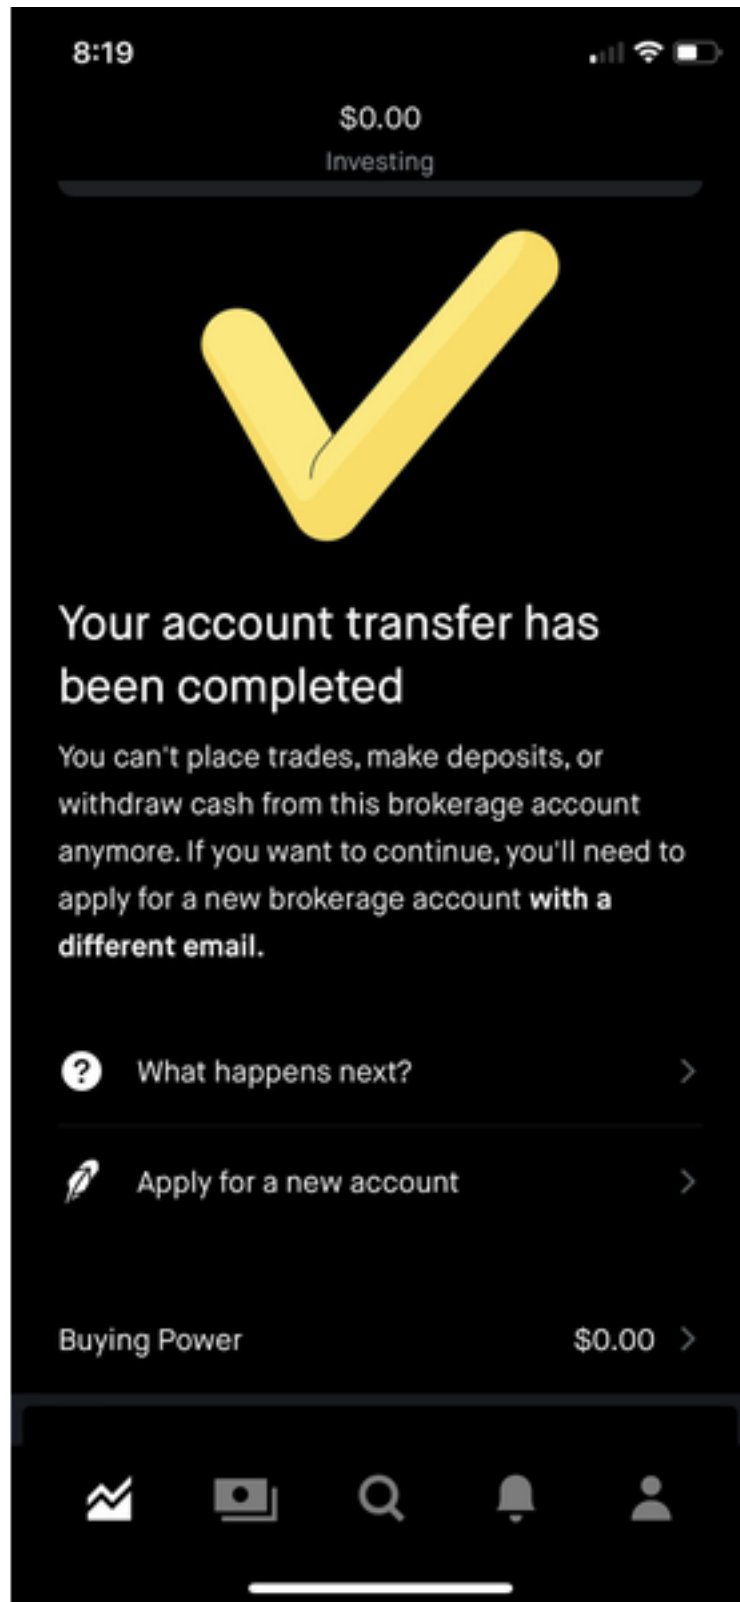 8:19
$0.00
Investing
Your account transfer has
been completed
You can't place trades, make deposits, or
withdraw cash from this brokerage account
anymore. If you want to continue, you'll need to
apply for a new brokerage account with a
different email.
What happens next?
Apply for a new account
Buying Power $0.00